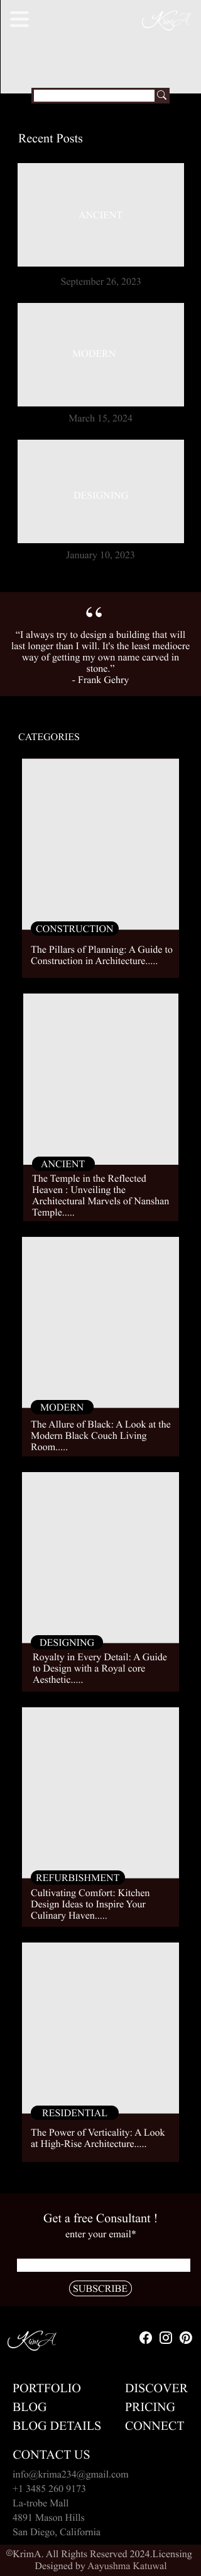 KrimA
Recent Posts
ANCIENT
September 26, 2023
MODERN
March 15, 2024
DESIGNING
January 10, 2023
“I always try to design a building that will
last longer than I will. It's the least mediocre
way of getting my own name carved in
stone.”
- Frank Gehry
CATEGORIES
CONSTRUCTION
The Pillars of Planning: A Guide to
Construction in Architecture.....
ANCIENT
The Temple in the Reflected
Heaven : Unveiling the
Architectural Marvels of Nanshan
Temple.....
MODERN
The Allure of Black: A Look at the
Modern Black Couch Living
Room.....
DESIGNING
Royalty in Every Detail: A Guide
to Design with a Royal core
Aesthetic.....
REFURBISHMENT
Cultivating Comfort: Kitchen
Design Ideas to Inspire Your
Culinary Haven.....
RESIDENTIAL
The Power of Verticality: A Look
at High-Rise Architecture.....
Get a free Consultant !
enter your email*
SUBSCRIBE
KrimA
PORTFOLIO
BLOG
BLOG DETAILS
DISCOVER
PRICING
CONNECT
CONTACT US
info@krima234@gmail.com
+1 3485 260 9173
La-trobe Mall
4891 Mason Hills
San Diego, California
©KrimA. All Rights Reserved 2024.Licensing
Designed by Aayushma Katuwal